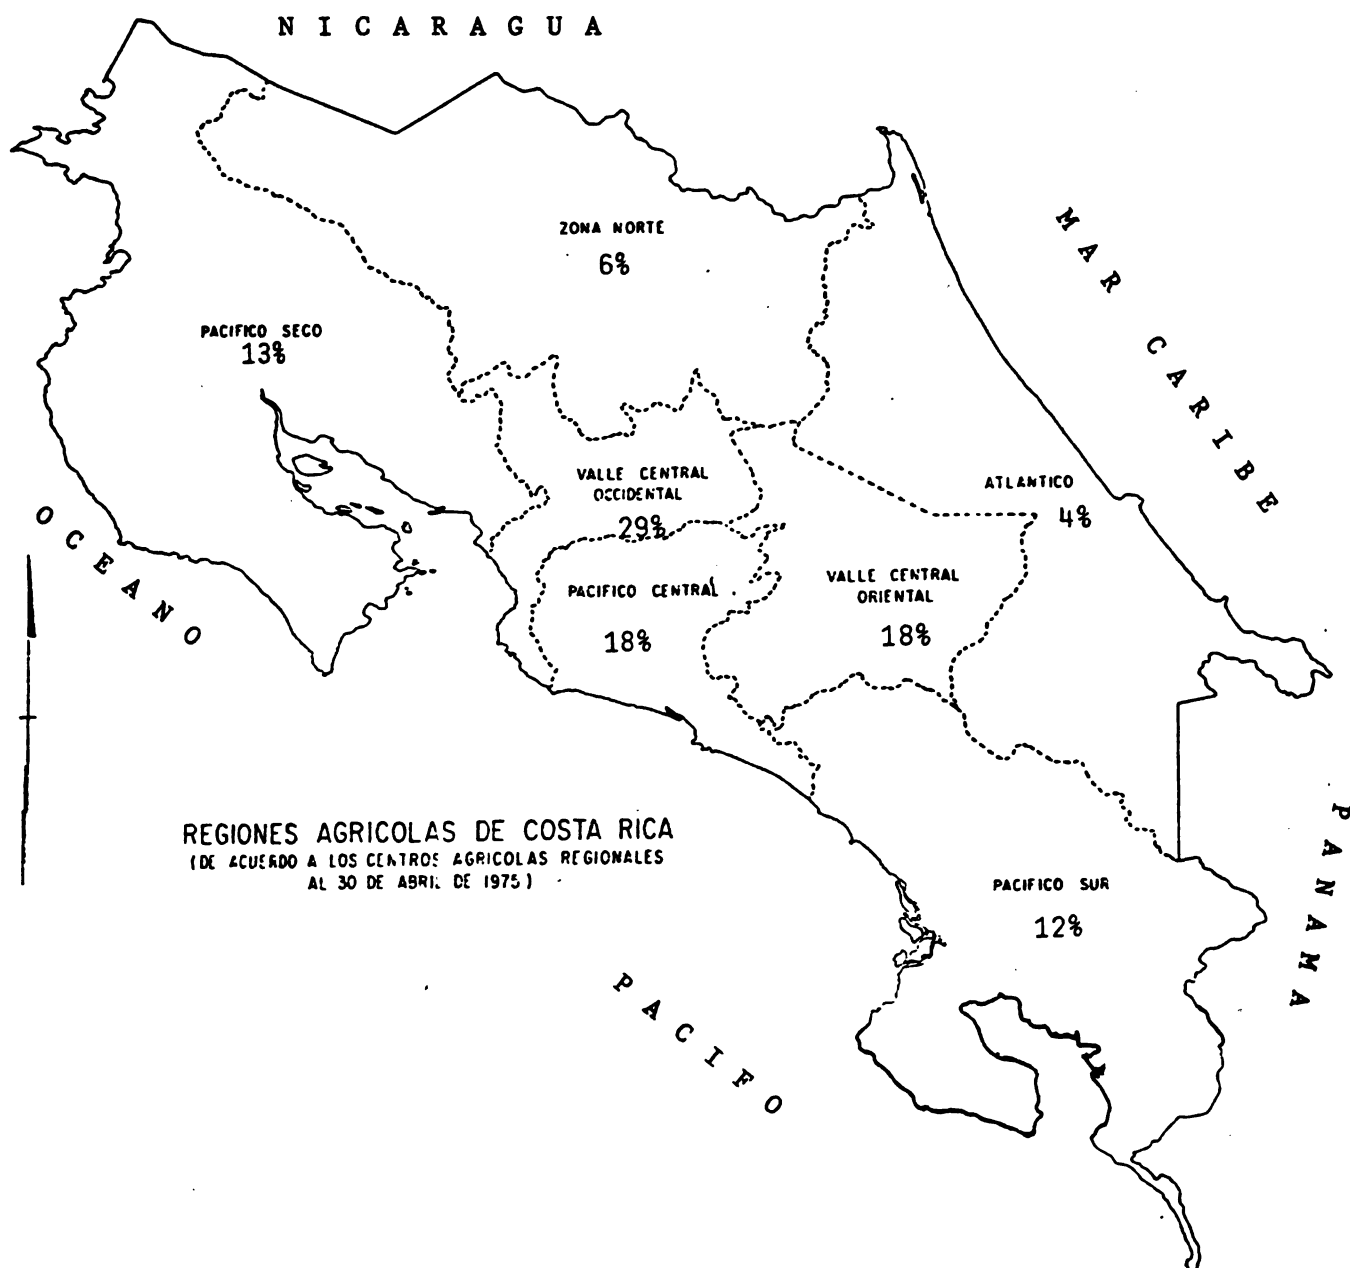 NICARAGUA
MAR CARIBE
ZONA NORTE
6%
PACIFICO SECO
13%
VALLE CENTRAL
OCCIDENTAL
29%
ATLANTICO
4%
OCEANO
PACIFICO CENTRAL
18%
VALLE CENTRAL
ORIENTAL
18%
REGIONES AGRICOLAS DE COSTA RICA
(DE ACUERDO A LOS CENTROS AGRICOLAS REGIONALES
AL 30 DE ABRIL DE 1975)
PANAMA
PACIFICO SUR
12%
PACIFO